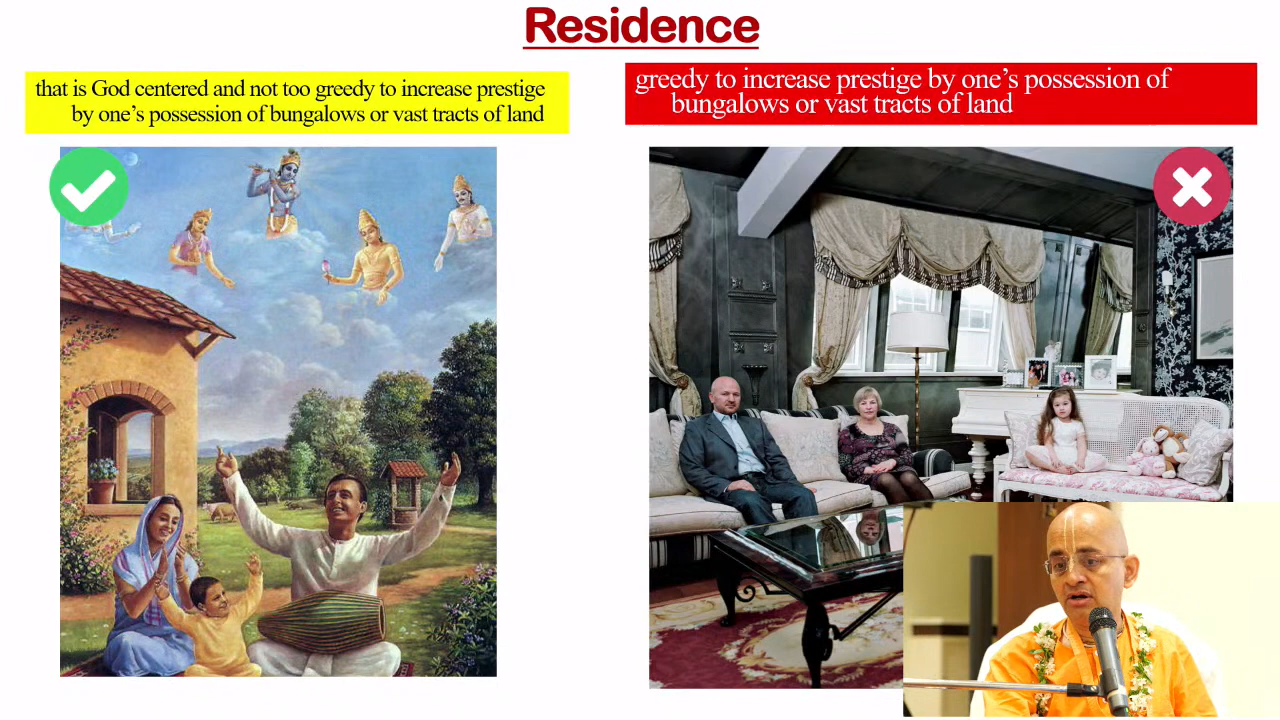 Residence
that is God centered and not too greedy to increase prestige
by one’s possession of bungalows or vast tracts of land
greedy to increase prestige by one’s possession of
bungalows or vast tracts of land